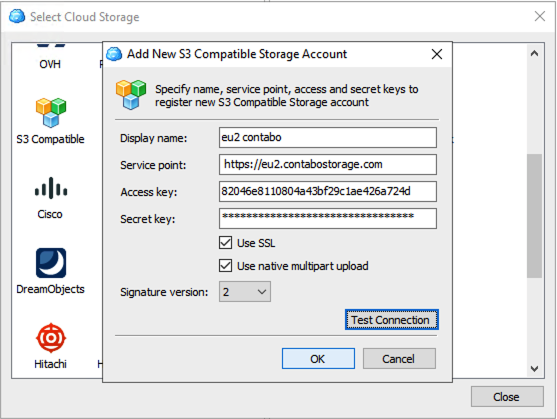 Select Cloud Storage
OVH
S3 Compatible
Cisco
DreamObjects
Hitachi
Add New S3 Compatible Storage Account
Specify name, service point, access and secret keys to
register new S3 Compatible Storage account
Display name: eu2 contabo
Service point: https://eu2.contabostorage.com
Access key: 82046e8110804a43bf29c1ae426a724d
Secret key: ********************************
Use SSL
Use native multipart upload
Signature version: 2
Test Connection
OK Cancel
Close